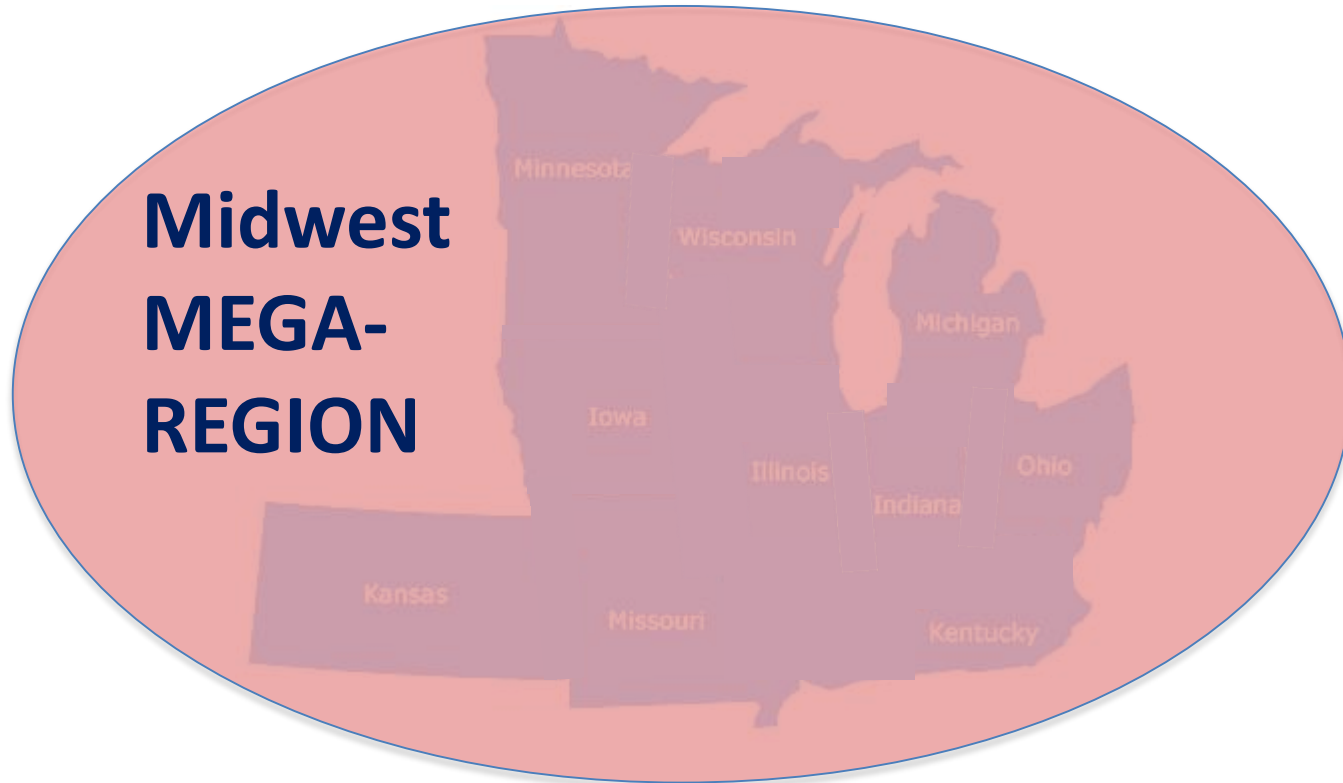 Midwest
MEGA-
REGION
Minnesota
Wisconsin
Michigan
Iowa
Illinois
Ohio
Indiana
Kansas
Missouri
Kentucky